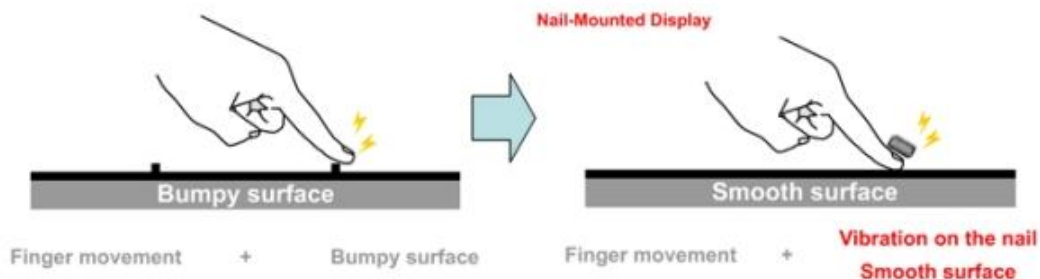 Nail-Mounted Display
Bumpy surface
Smooth surface
Finger movement + Bumpy surface
Finger movement + Vibration on the nail
Smooth surface